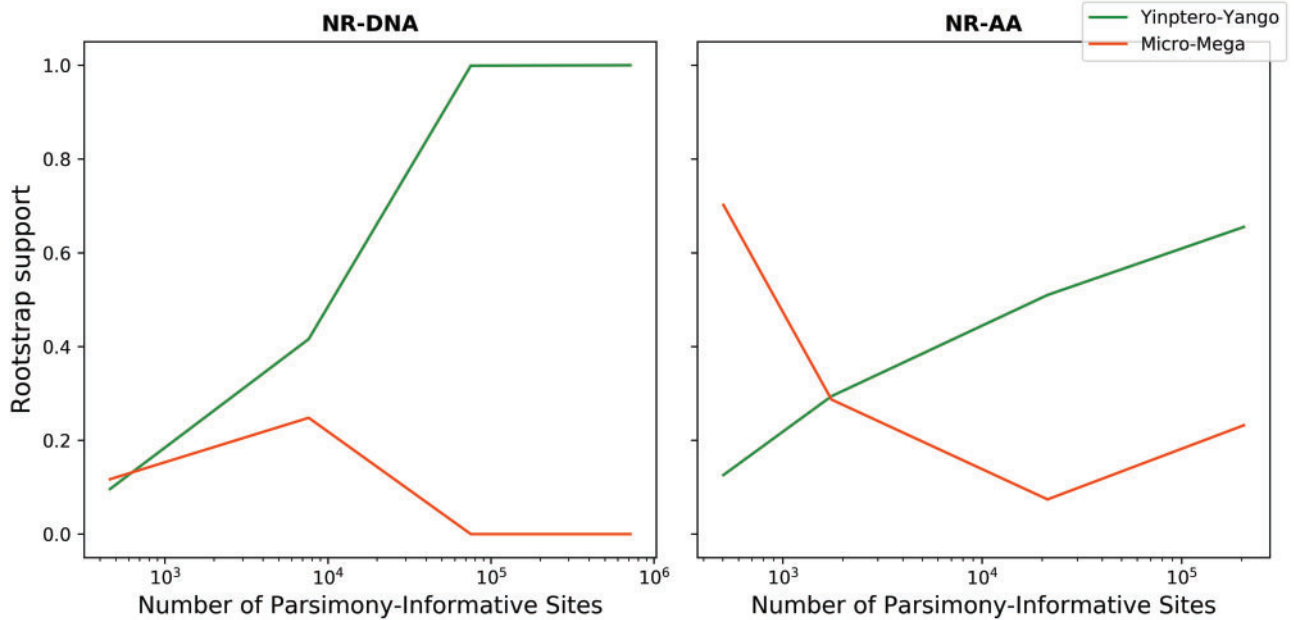 NR-DNA
NR-AA
Yinptero-Yango
Micro-Mega
Rootstrap support
1.0
0.8
0.6
0.4
0.2
0.0
10³ 10⁴ 10⁵ 10⁶
Number of Parsimony-Informative Sites
10³ 10⁴ 10⁵
Number of Parsimony-Informative Sites